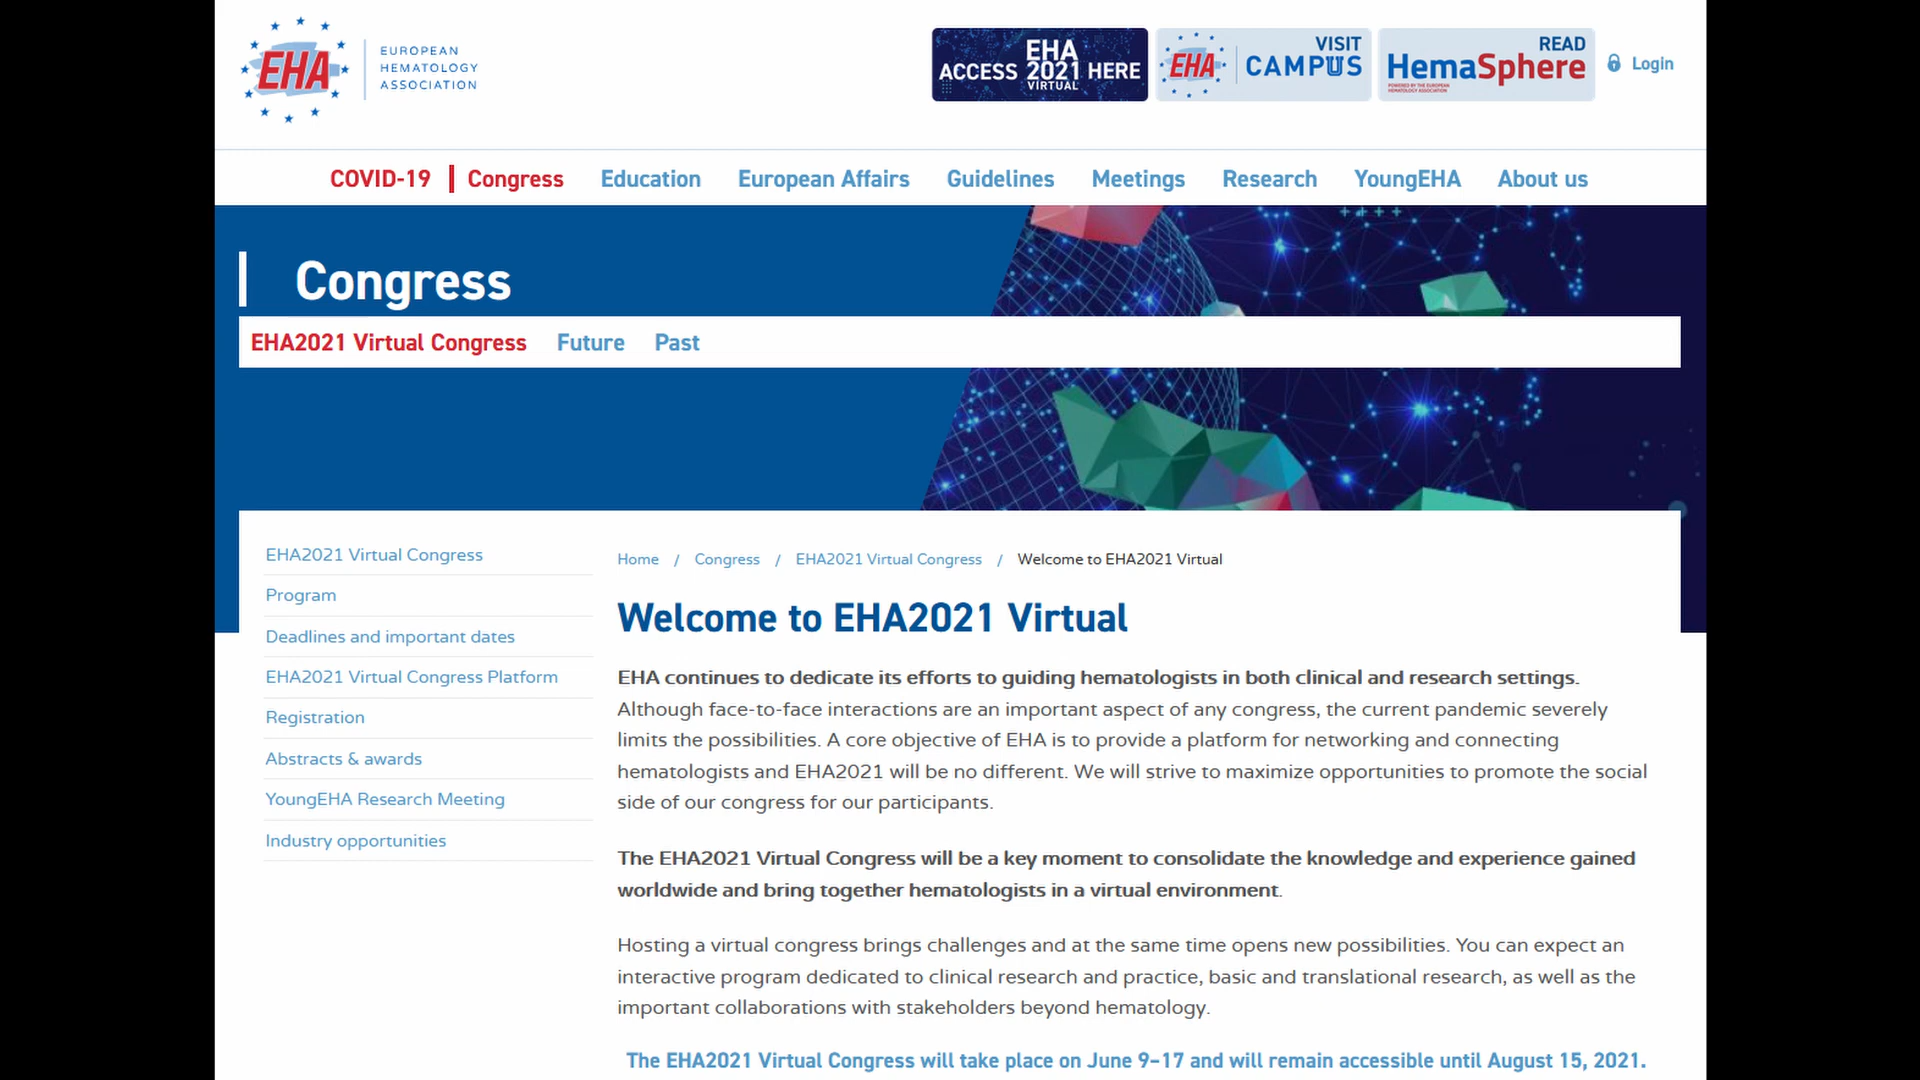 EHA
EUROPEAN
HEMATOLOGY
ASSOCIATION
ACCESS EHA 2021 VIRTUAL HERE
EHA VISIT CAMPUS
READ
HemaSphere
POWERED BY THE EUROPEAN
HEMATOLOGY ASSOCIATION
Login
COVID-19 Congress Education European Affairs Guidelines Meetings Research YoungEHA About us
Congress
EHA2021 Virtual Congress Future Past
EHA2021 Virtual Congress
Program
Deadlines and important dates
EHA2021 Virtual Congress Platform
Registration
Abstracts & awards
YoungEHA Research Meeting
Industry opportunities
Home / Congress / EHA2021 Virtual Congress / Welcome to EHA2021 Virtual
Welcome to EHA2021 Virtual
EHA continues to dedicate its efforts to guiding hematologists in both clinical and research settings.
Although face-to-face interactions are an important aspect of any congress, the current pandemic severely
limits the possibilities. A core objective of EHA is to provide a platform for networking and connecting
hematologists and EHA2021 will be no different. We will strive to maximize opportunities to promote the social
side of our congress for our participants.
The EHA2021 Virtual Congress will be a key moment to consolidate the knowledge and experience gained
worldwide and bring together hematologists in a virtual environment.
Hosting a virtual congress brings challenges and at the same time opens new possibilities. You can expect an
interactive program dedicated to clinical research and practice, basic and translational research, as well as the
important collaborations with stakeholders beyond hematology.
The EHA2021 Virtual Congress will take place on June 9–17 and will remain accessible until August 15, 2021.